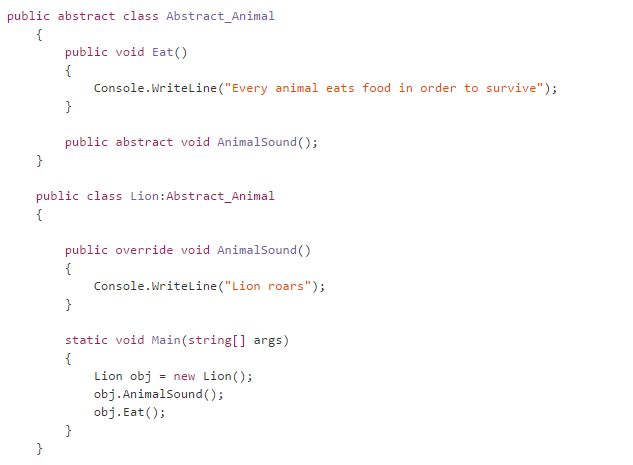 public abstract class Abstract_Animal
{
public void Eat()
{
Console.WriteLine("Every animal eats food in order to survive");
}
public abstract void AnimalSound();
}
public class Lion:Abstract_Animal
{
public override void AnimalSound()
{
Console.WriteLine("Lion roars");
}
static void Main(string[] args)
{
Lion obj = new Lion();
obj.AnimalSound();
obj.Eat();
}
}